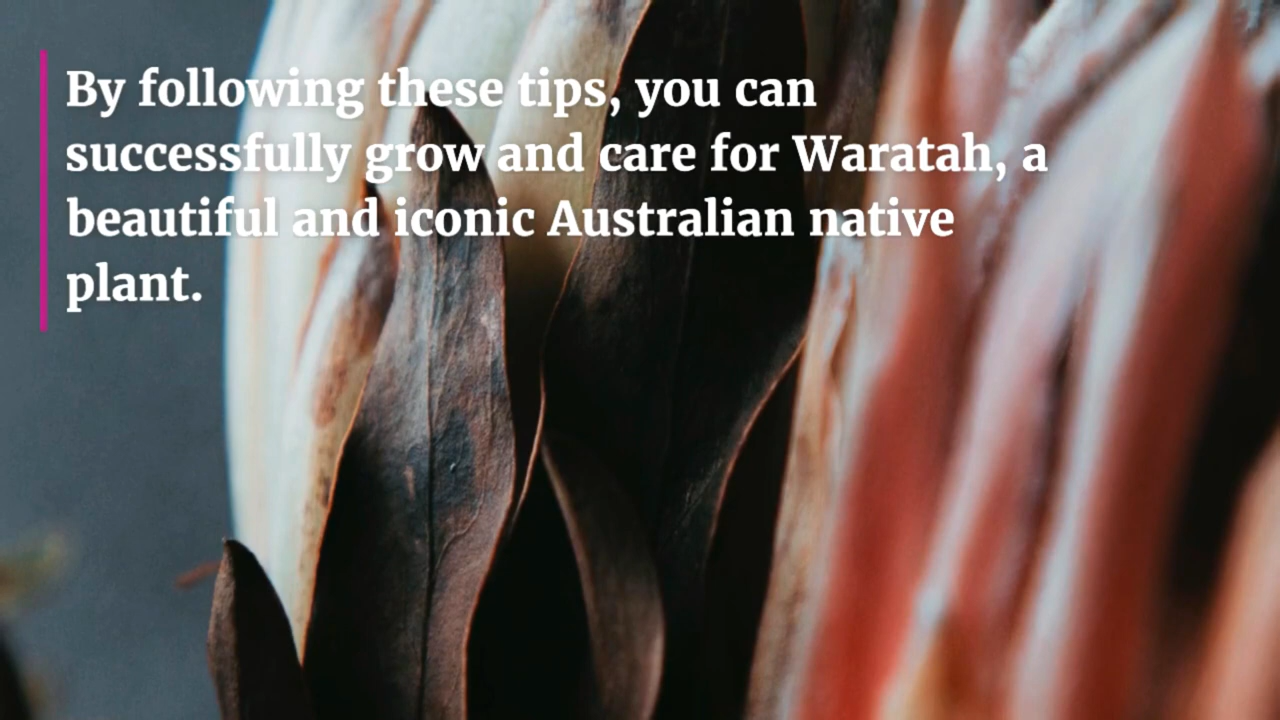 By following these tips, you can
successfully grow and care for Waratah, a
beautiful and iconic Australian native
plant.